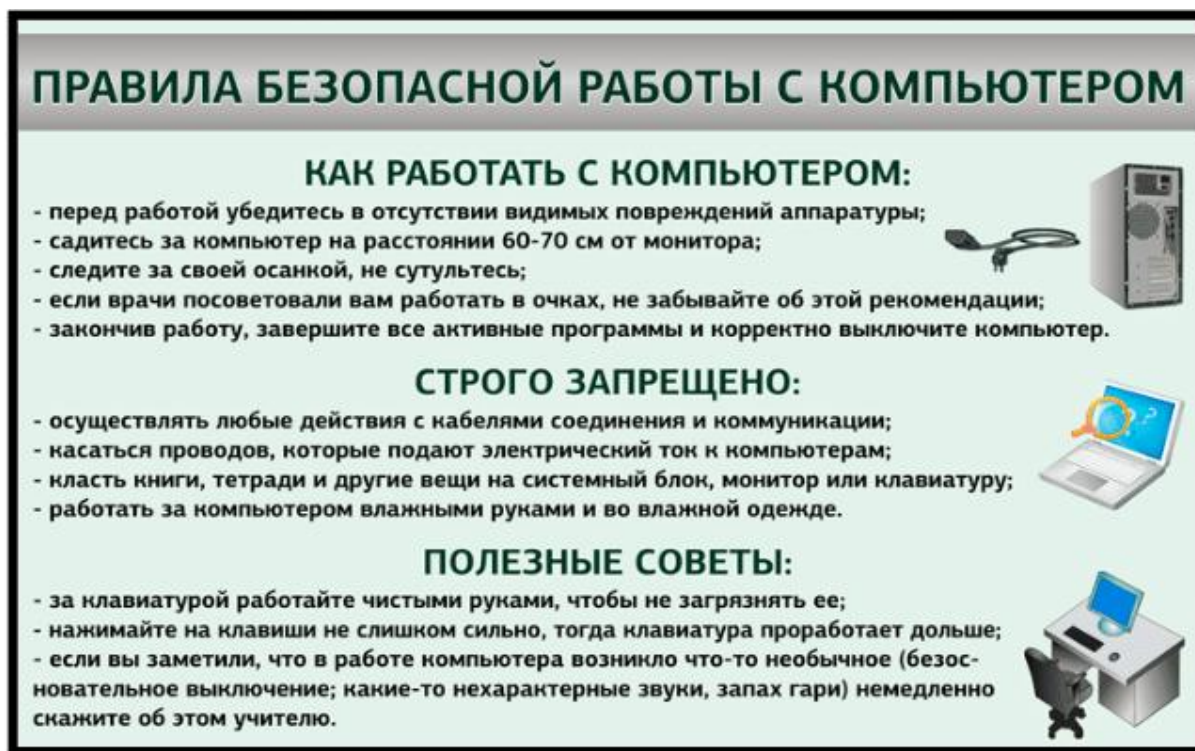 ПРАВИЛА БЕЗОПАСНОЙ РАБОТЫ С КОМПЬЮТЕРОМ
КАК РАБОТАТЬ С КОМПЬЮТЕРОМ:
- перед работой убедитесь в отсутствии видимых повреждений аппаратуры;
- садитесь за компьютер на расстоянии 60-70 см от монитора;
- следите за своей осанкой, не сутультесь;
- если врачи посоветовали вам работать в очках, не забывайте об этой рекомендации;
- закончив работу, завершите все активные программы и корректно выключите компьютер.
СТРОГО ЗАПРЕЩЕНО:
- осуществлять любые действия с кабелями соединения и коммуникации;
- касаться проводов, которые подают электрический ток к компьютерам;
- класть книги, тетради и другие вещи на системный блок, монитор или клавиатуру;
- работать за компьютером влажными руками и во влажной одежде.
ПОЛЕЗНЫЕ СОВЕТЫ:
- за клавиатурой работайте чистыми руками, чтобы не загрязнять ее;
- нажимайте на клавиши не слишком сильно, тогда клавиатура проработает дольше;
- если вы заметили, что в работе компьютера возникло что-то необычное (безос-
новательное выключение; какие-то нехарактерные звуки, запах гари) немедленно
скажите об этом учителю.